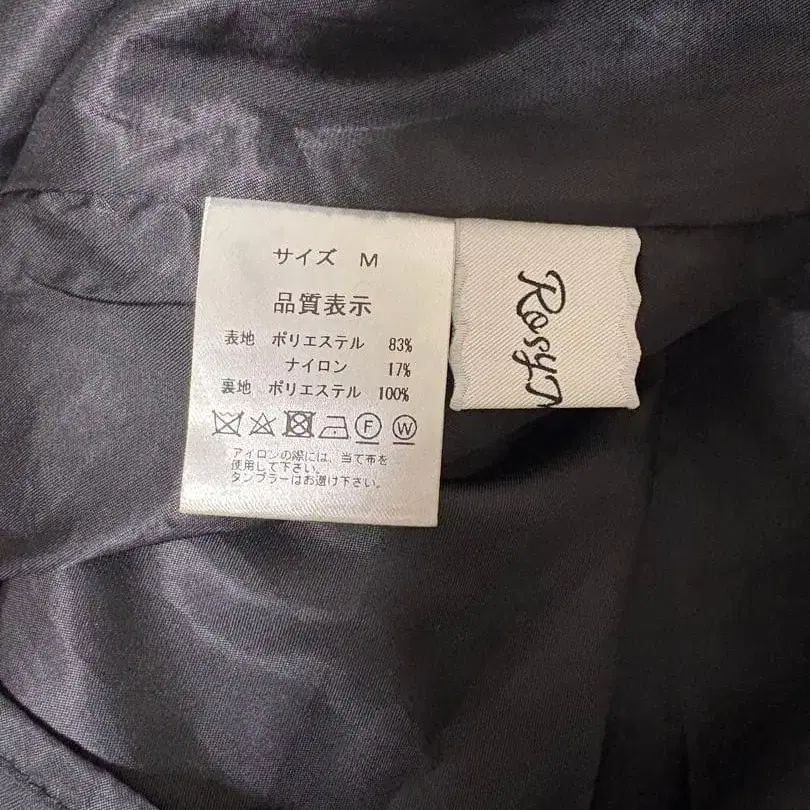 サイズ M
品質表示
表地 ポリエステル 83%
ナイロン 17%
裏地 ポリエステル 100%
F W
アイロンの際には、当て布を
使用して下さい。
タンブラーはお避け下さい。
Rosy